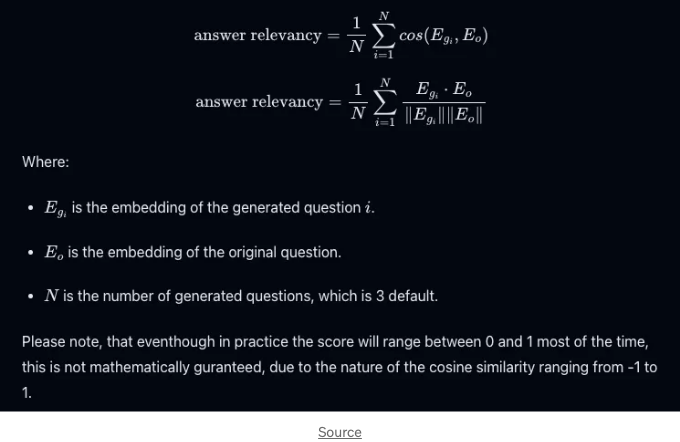 answer relevancy = \frac{1}{N} \sum_{i=1}^{N} cos(E_{g_i}, E_o)
answer relevancy = \frac{1}{N} \sum_{i=1}^{N} \frac{E_{g_i} \cdot E_o}{\|E_{g_i}\| \|E_o\|}
Where:
• E_{g_i} is the embedding of the generated question i.
• E_o is the embedding of the original question.
• N is the number of generated questions, which is 3 default.
Please note, that eventhough in practice the score will range between 0 and 1 most of the time,
this is not mathematically guranteed, due to the nature of the cosine similarity ranging from -1 to
1.
Source